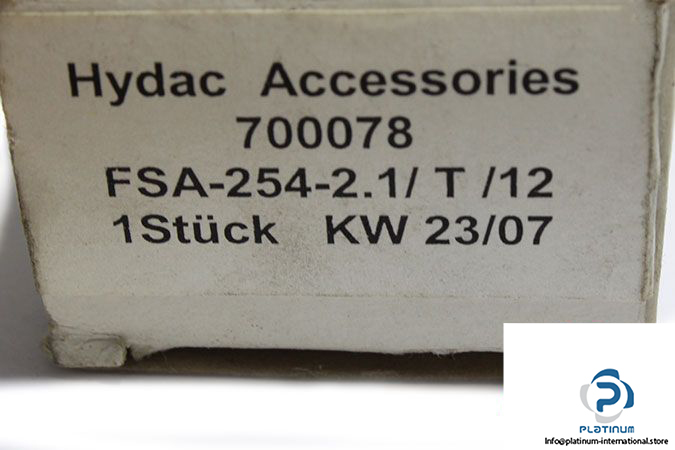 Hydac Accessories
700078
FSA-254-2.1/ T /12
1Stück KW 23/07
PLATINUM
Info@platinum-international.store